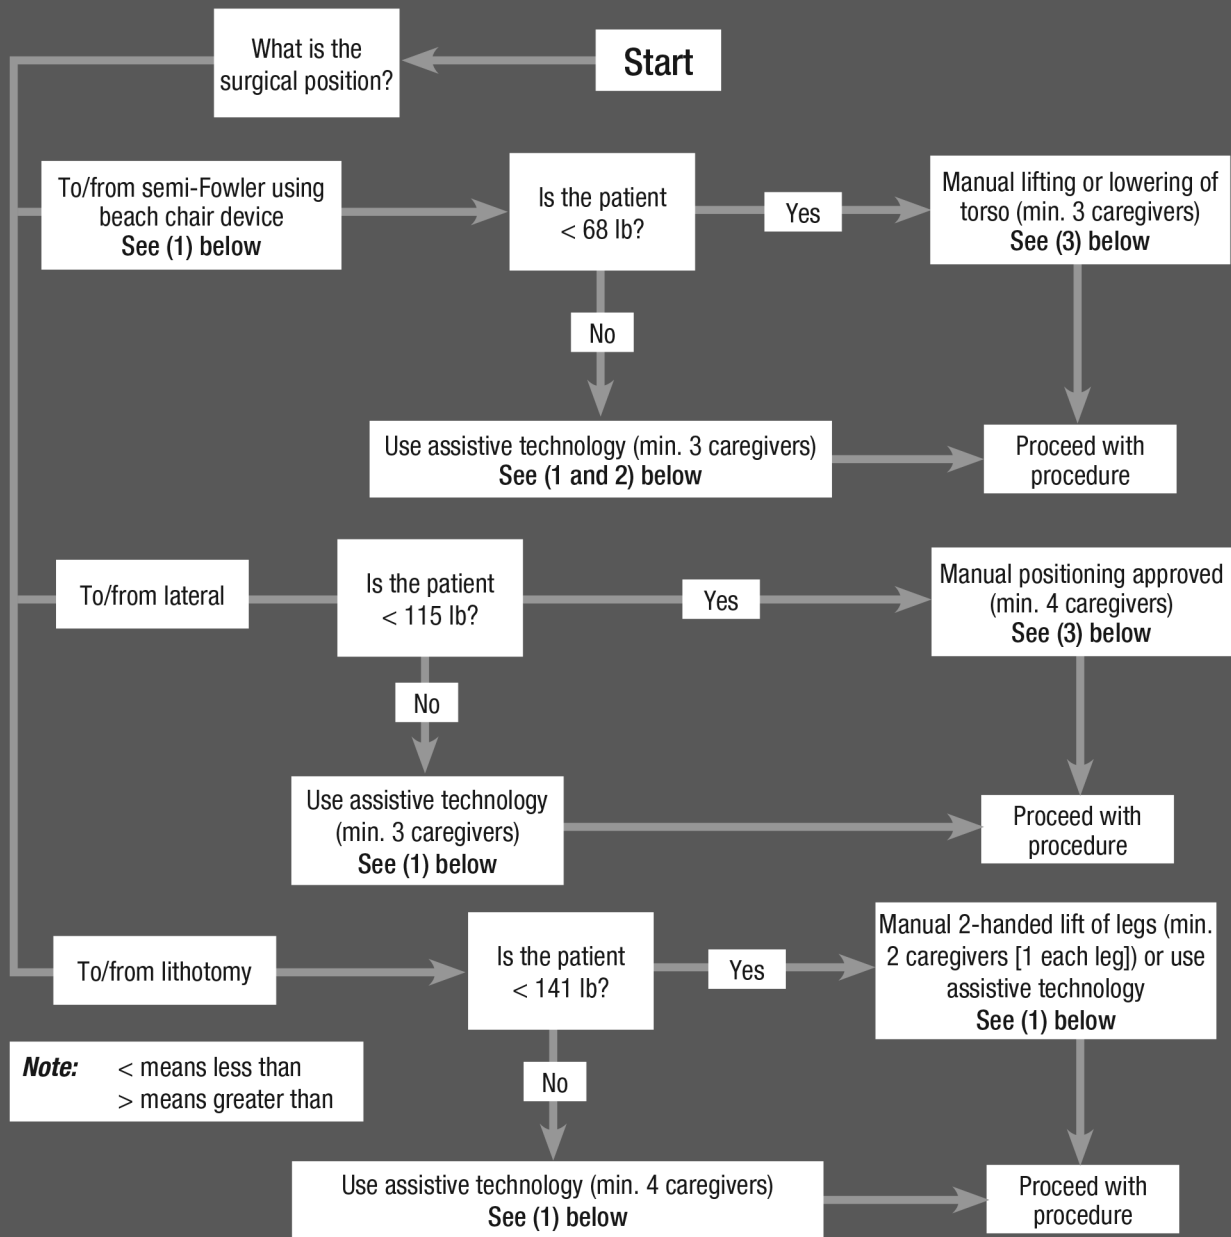 What is the
surgical position?
Start
To/from semi-Fowler using
beach chair device
See (1) below
Is the patient
< 68 lb?
Yes
Manual lifting or lowering of
torso (min. 3 caregivers)
See (3) below
No
Use assistive technology (min. 3 caregivers)
See (1 and 2) below
Proceed with
procedure
To/from lateral
Is the patient
< 115 lb?
Yes
Manual positioning approved
(min. 4 caregivers)
See (3) below
No
Use assistive technology
(min. 3 caregivers)
See (1) below
Proceed with
procedure
To/from lithotomy
Is the patient
< 141 lb?
Yes
Manual 2-handed lift of legs (min.
2 caregivers [1 each leg]) or use
assistive technology
See (1) below
Note: < means less than
> means greater than
No
Use assistive technology (min. 4 caregivers)
See (1) below
Proceed with
procedure